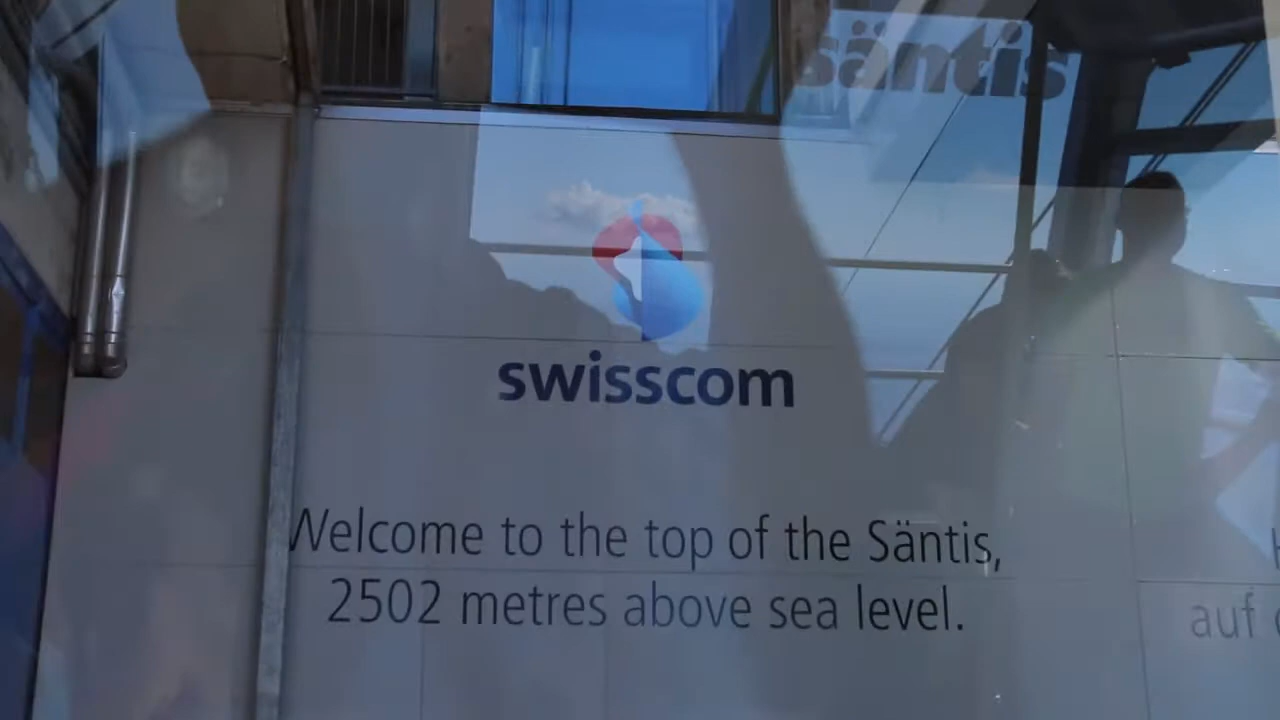 säntis
swisscom
Welcome to the top of the Säntis,
2502 metres above sea level.
auf